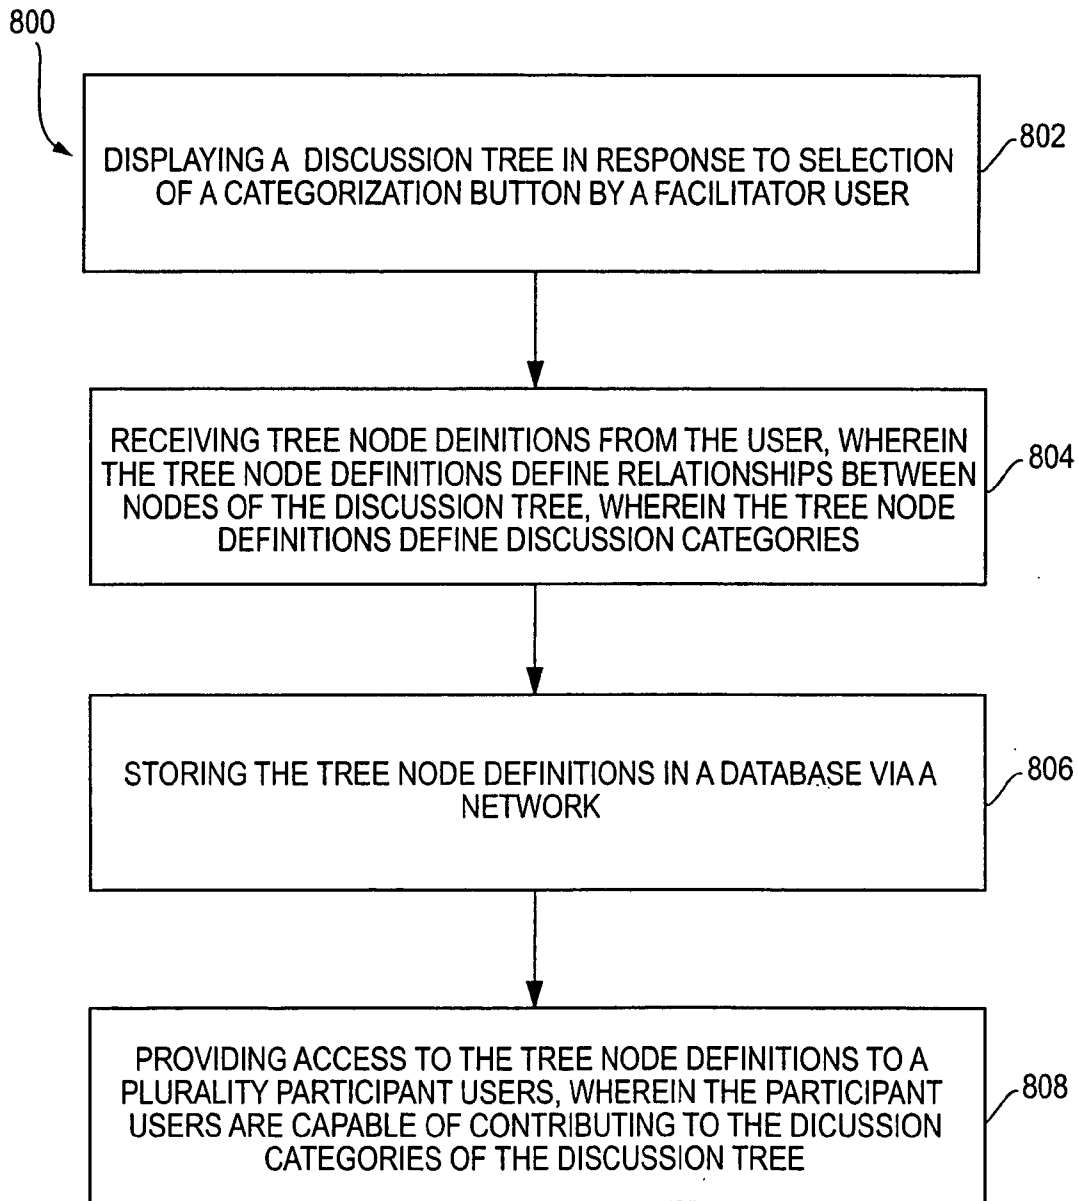 800
DISPLAYING A DISCUSSION TREE IN RESPONSE TO SELECTION
OF A CATEGORIZATION BUTTON BY A FACILITATOR USER
802
RECEIVING TREE NODE DEINITIONS FROM THE USER, WHEREIN
THE TREE NODE DEFINITIONS DEFINE RELATIONSHIPS BETWEEN
NODES OF THE DISCUSSION TREE, WHEREIN THE TREE NODE
DEFINITIONS DEFINE DISCUSSION CATEGORIES
804
STORING THE TREE NODE DEFINITIONS IN A DATABASE VIA A
NETWORK
806
PROVIDING ACCESS TO THE TREE NODE DEFINITIONS TO A
PLURALITY PARTICIPANT USERS, WHEREIN THE PARTICIPANT
USERS ARE CAPABLE OF CONTRIBUTING TO THE DICUSSION
CATEGORIES OF THE DISCUSSION TREE
808